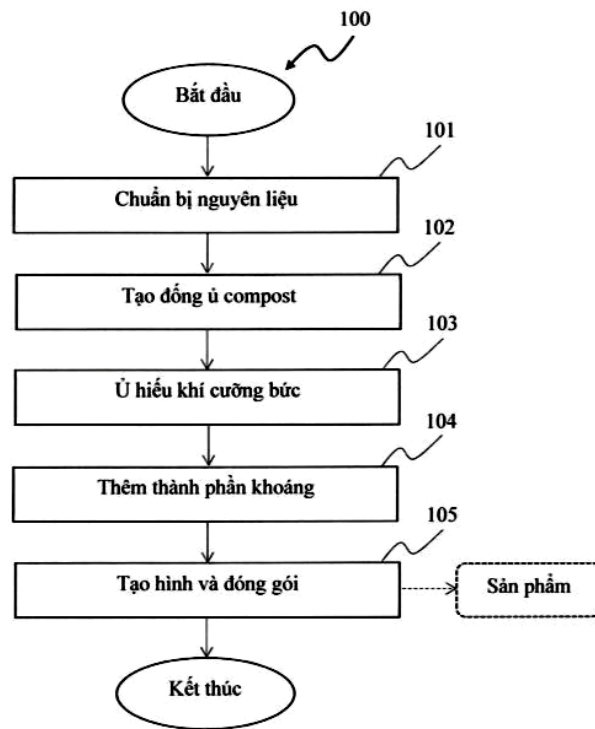 100
Bắt đầu
101
Chuẩn bị nguyên liệu
102
Tạo đống ủ compost
103
Ủ hiếu khí cưỡng bức
104
Thêm thành phần khoáng
105
Tạo hình và đóng gói
Sản phẩm
Kết thúc